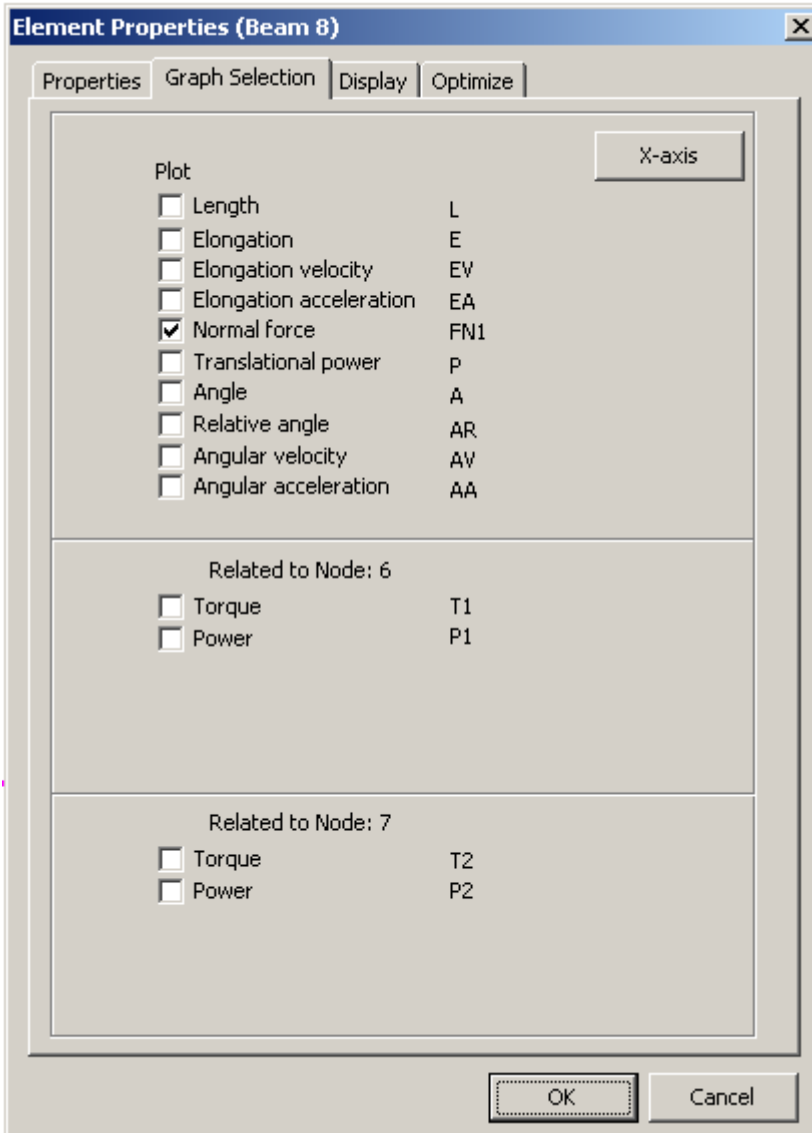 Element Properties (Beam 8)
Properties Graph Selection Display Optimize
X-axis
Plot
Length L
Elongation E
Elongation velocity EV
Elongation acceleration EA
Normal force FN1
Translational power P
Angle A
Relative angle AR
Angular velocity AV
Angular acceleration AA
Related to Node: 6
Torque T1
Power P1
Related to Node: 7
Torque T2
Power P2
OK Cancel